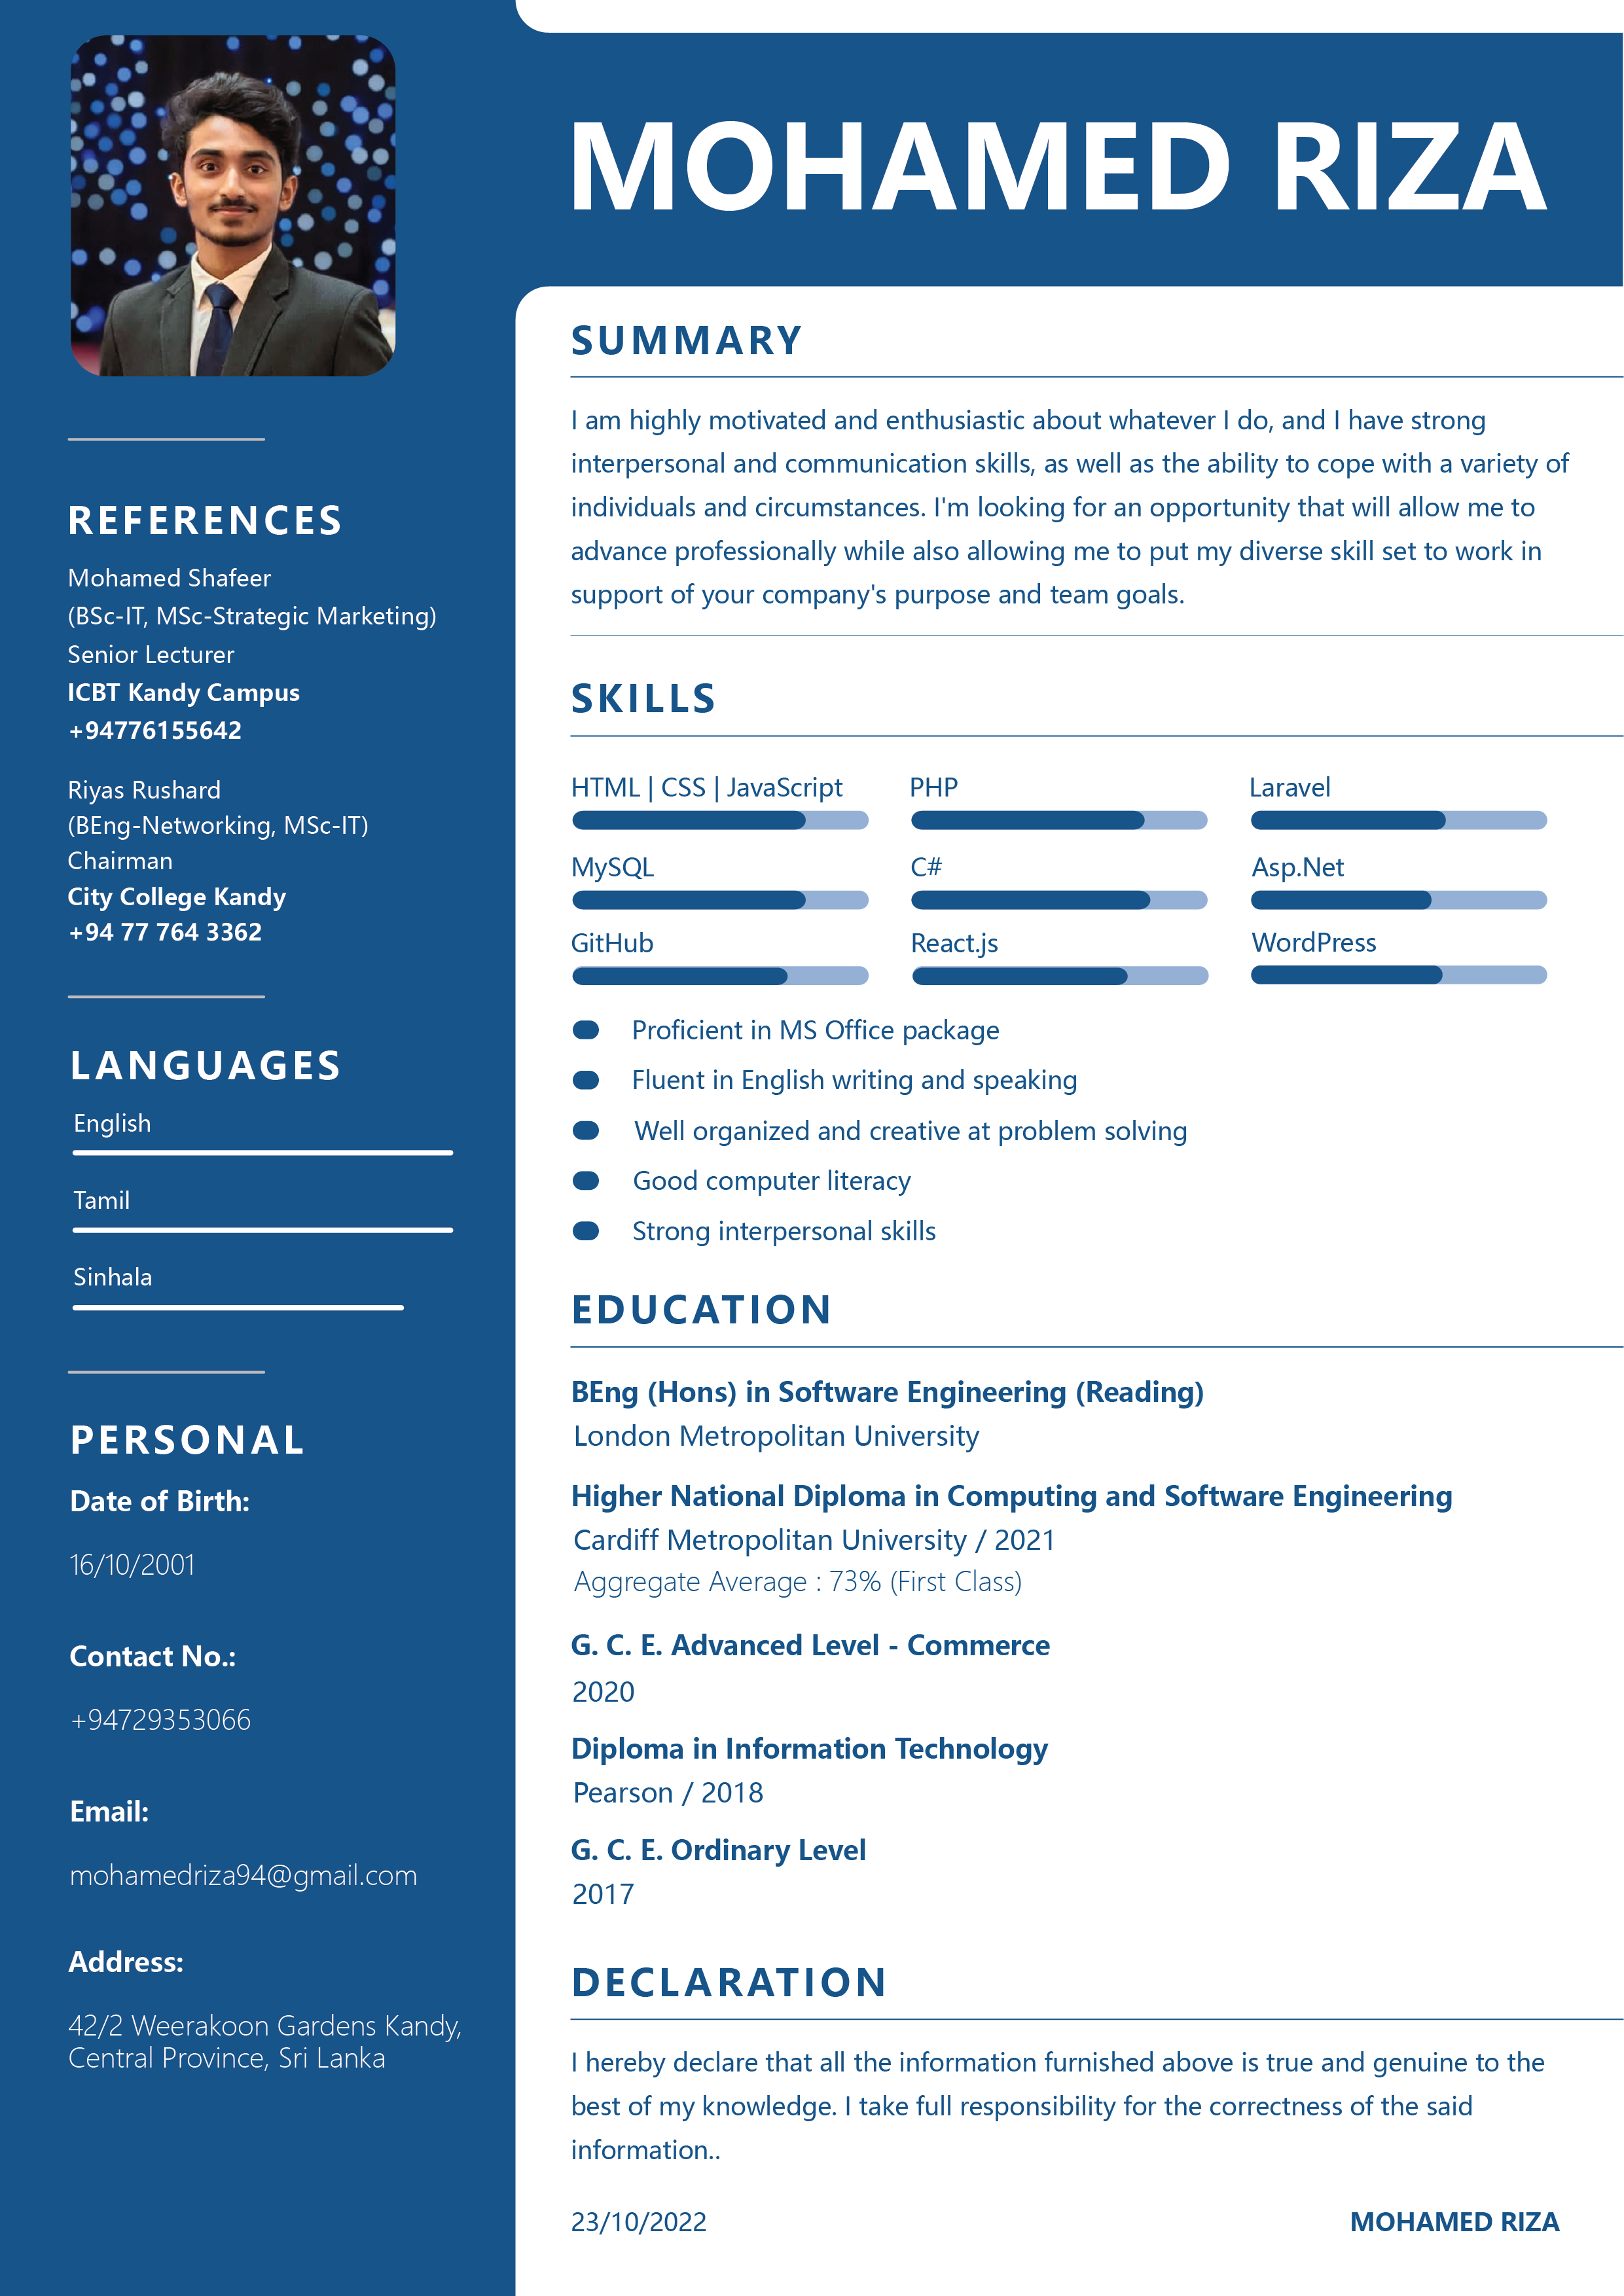 MOHAMED RIZA
REFERENCES
Mohamed Shafeer
(BSc-IT, MSc-Strategic Marketing)
Senior Lecturer
ICBT Kandy Campus
+94776155642
Riyas Rushard
(BEng-Networking, MSc-IT)
Chairman
City College Kandy
+94 77 764 3362
LANGUAGES
English
Tamil
Sinhala
PERSONAL
Date of Birth:
16/10/2001
Contact No.:
+94729353066
Email:
mohamedriza94@gmail.com
Address:
42/2 Weerakoon Gardens Kandy,
Central Province, Sri Lanka
SUMMARY
I am highly motivated and enthusiastic about whatever I do, and I have strong
interpersonal and communication skills, as well as the ability to cope with a variety of
individuals and circumstances. I'm looking for an opportunity that will allow me to
advance professionally while also allowing me to put my diverse skill set to work in
support of your company's purpose and team goals.
SKILLS
HTML | CSS | JavaScript PHP Laravel
MySQL C# Asp.Net
GitHub React.js WordPress
Proficient in MS Office package
Fluent in English writing and speaking
Well organized and creative at problem solving
Good computer literacy
Strong interpersonal skills
EDUCATION
BEng (Hons) in Software Engineering (Reading)
London Metropolitan University
Higher National Diploma in Computing and Software Engineering
Cardiff Metropolitan University / 2021
Aggregate Average : 73% (First Class)
G. C. E. Advanced Level - Commerce
2020
Diploma in Information Technology
Pearson / 2018
G. C. E. Ordinary Level
2017
DECLARATION
I hereby declare that all the information furnished above is true and genuine to the
best of my knowledge. I take full responsibility for the correctness of the said
information..
23/10/2022 MOHAMED RIZA